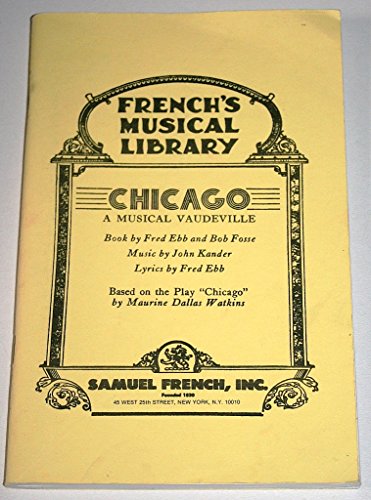 FRENCH'S
MUSICAL
LIBRARY
CHICAGO
A MUSICAL VAUDEVILLE
Book by Fred Ebb and Bob Fosse
Music by John Kander
Lyrics by Fred Ebb
Based on the Play "Chicago"
by Maurine Dallas Watkins
SAMUEL FRENCH, INC.
Founded 1830
45 WEST 25th STREET, NEW YORK, N.Y. 10010